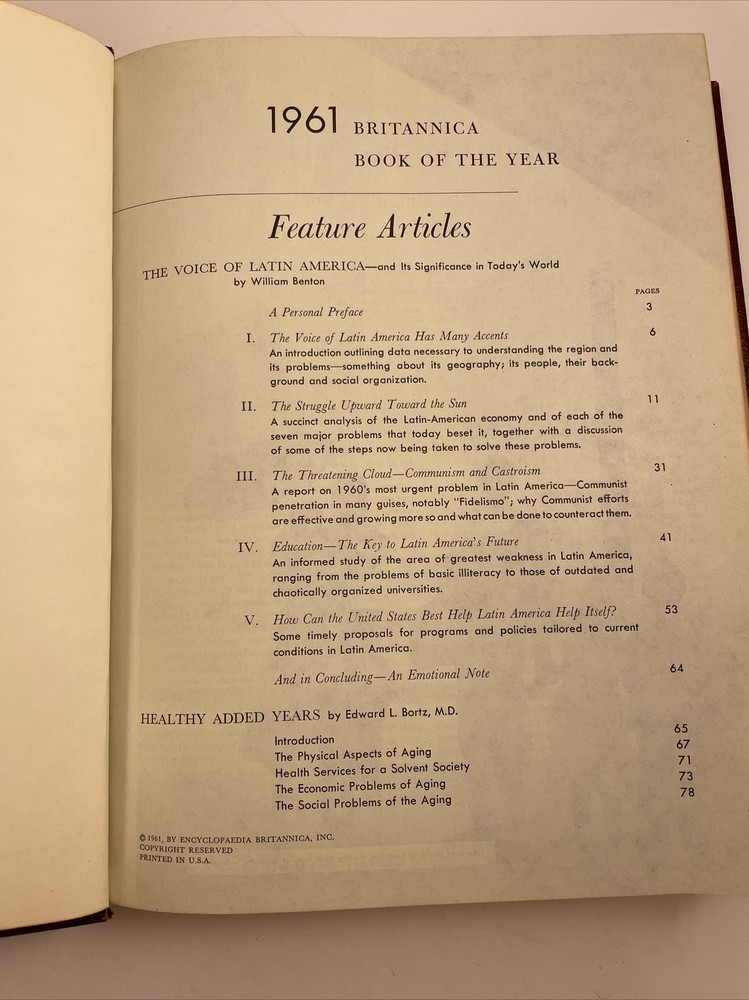 1961 BRITANNICA
BOOK OF THE YEAR
Feature Articles
THE VOICE OF LATIN AMERICA—and Its Significance in Today's World
by William Benton
PAGES
A Personal Preface 3
I. The Voice of Latin America Has Many Accents 6
An introduction outlining data necessary to understanding the region and
its problems—something about its geography; its people, their back-
ground and social organization.
II. The Struggle Upward Toward the Sun 11
A succinct analysis of the Latin-American economy and of each of the
seven major problems that today beset it, together with a discussion
of some of the steps now being taken to solve these problems.
III. The Threatening Cloud—Communism and Castroism 31
A report on 1960's most urgent problem in Latin America—Communist
penetration in many guises, notably "Fidelismo"; why Communist efforts
are effective and growing more so and what can be done to counteract them.
IV. Education—The Key to Latin America's Future 41
An informed study of the area of greatest weakness in Latin America,
ranging from the problems of basic illiteracy to those of outdated and
chaotically organized universities.
V. How Can the United States Best Help Latin America Help Itself? 53
Some timely proposals for programs and policies tailored to current
conditions in Latin America.
And in Concluding—An Emotional Note 64
HEALTHY ADDED YEARS by Edward L. Bortz, M.D.
Introduction 65
The Physical Aspects of Aging 67
Health Services for a Solvent Society 71
The Economic Problems of Aging 73
The Social Problems of the Aging 78
© 1961, BY ENCYCLOPAEDIA BRITANNICA, INC.
COPYRIGHT RESERVED
PRINTED IN U.S.A.